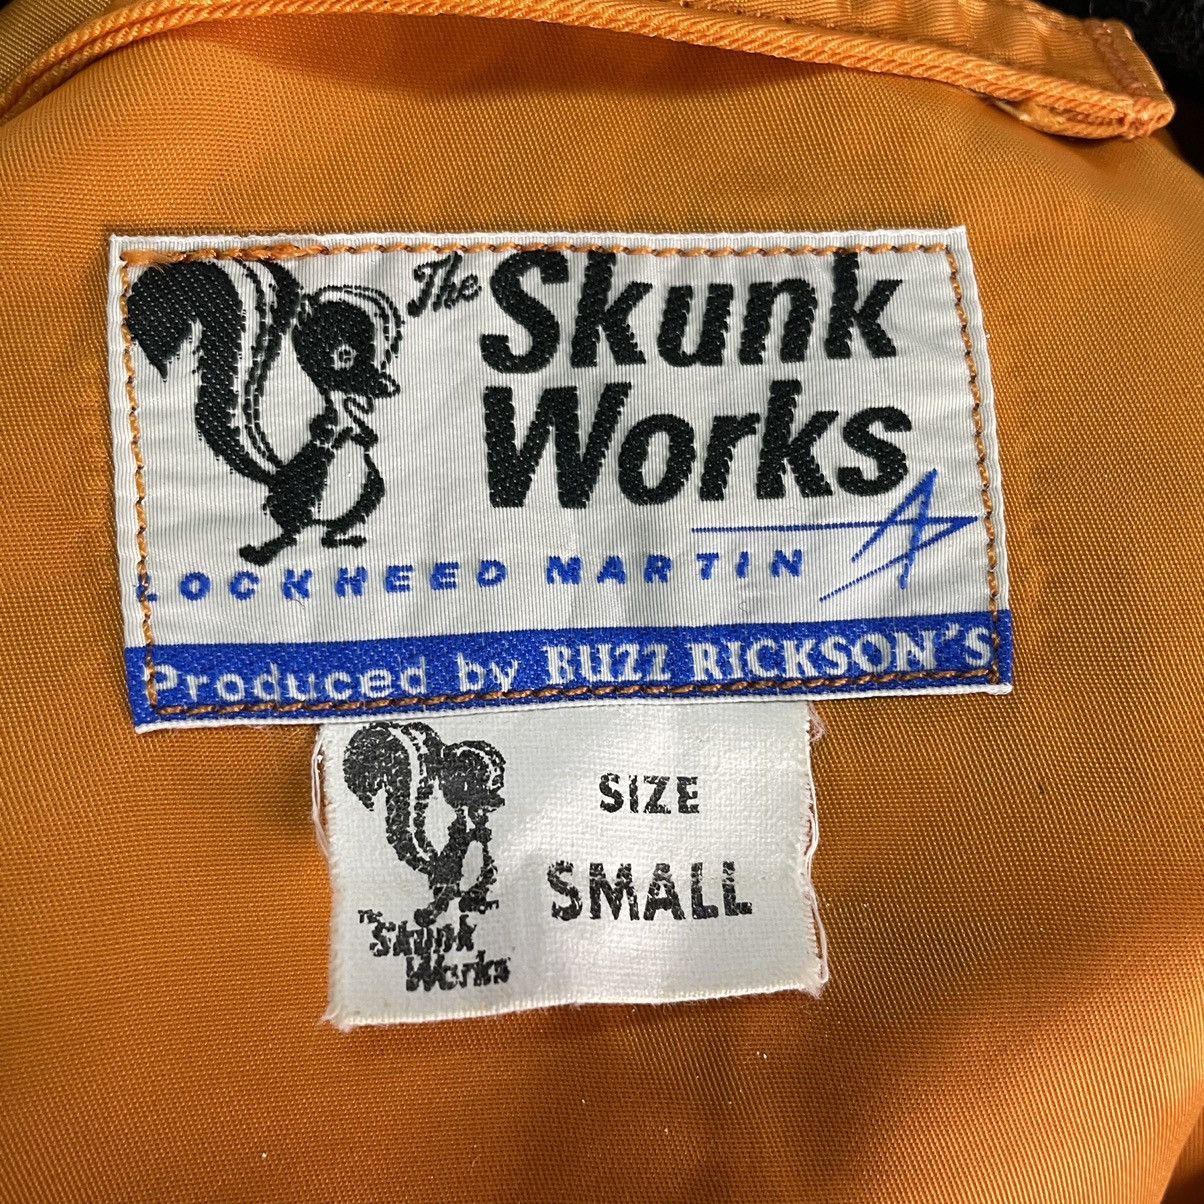 The Skunk
Works
LOCKHEED MARTIN
Produced by BUZZ RICKSON'S
SIZE
SMALL
The
Skunk
Works